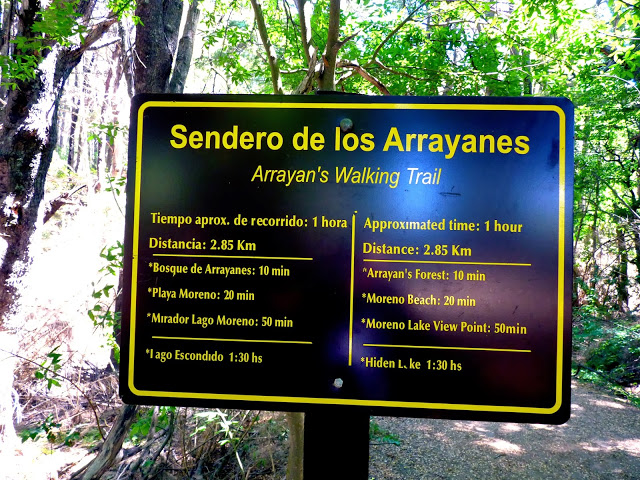 Sendero de los Arrayanes
Arrayan's Walking Trail
Tiempo aprox. de recorrido: 1 hora
Distancia: 2.85 Km
*Bosque de Arrayanes: 10 min
*Playa Moreno: 20 min
*Mirador Lago Moreno: 50 min
*Lago Escondido 1:30 hs
Approximated time: 1 hour
Distance: 2.85 Km
*Arrayan's Forest: 10 min
*Moreno Beach: 20 min
*Moreno Lake View Point: 50min
*Hiden Lake 1:30 hs